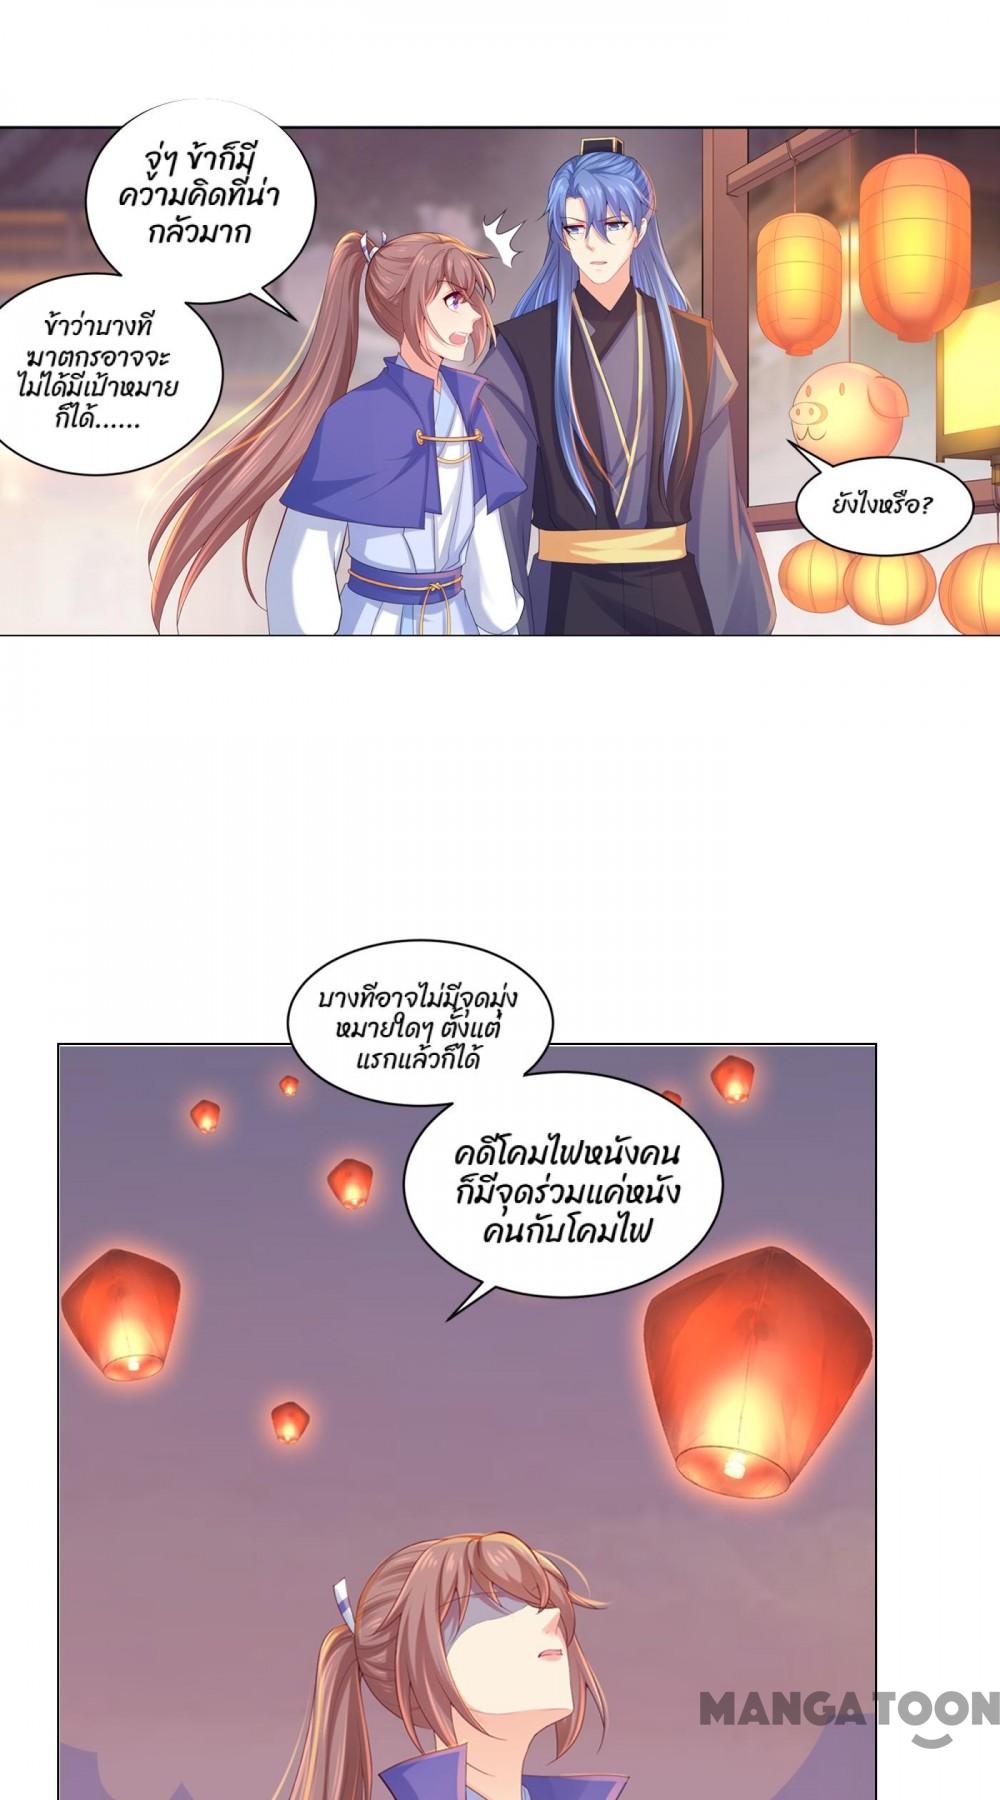 จู่ๆ ข้าก็มี
ความคิดที่น่า
กลัวมาก
ข้าว่าบางที
ฆาตกรอาจจะ
ไม่ได้มีเป้าหมาย
ก็ได้......
ยังไงหรือ?
บางทีอาจไม่มีจุดมุ่ง
หมายใดๆ ตั้งแต่
แรกแล้วก็ได้
คดีโคมไฟหนังคน
ก็มีจุดร่วมแค่หนัง
คนกับโคมไฟ
MANGATOON